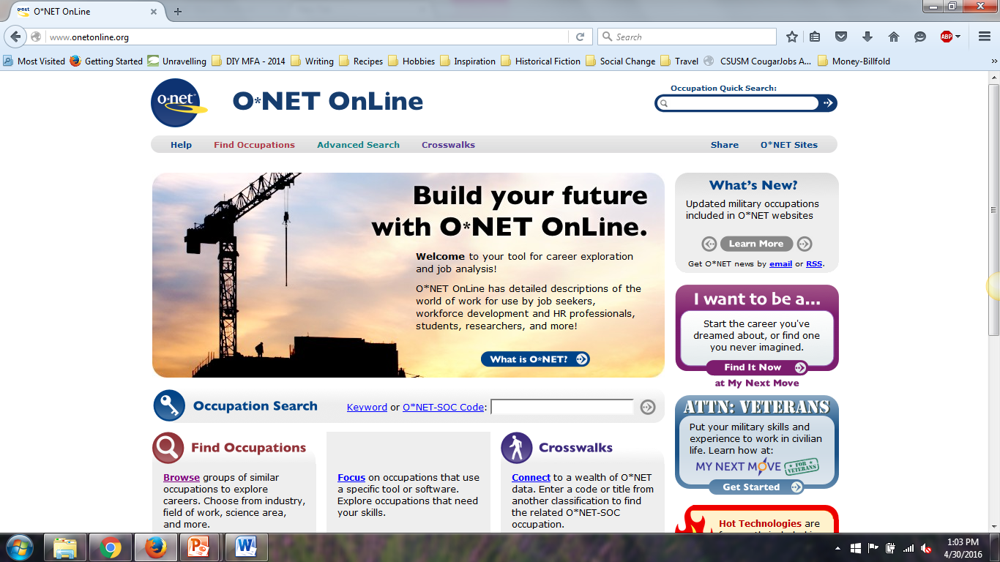 O*NET OnLine
www.onetonline.org
Search
ABP
Most Visited Getting Started Unravelling DIY MFA - 2014 Writing Recipes Hobbies Inspiration Historical Fiction Social Change Travel CSUSM CougarJobs A... Money-Billfold
o·net™
O*NET OnLine
Occupation Quick Search:
Help Find Occupations Advanced Search Crosswalks Share O*NET Sites
Build your future
with O*NET OnLine.
Welcome to your tool for career exploration
and job analysis!
O*NET OnLine has detailed descriptions of the
world of work for use by job seekers,
workforce development and HR professionals,
students, researchers, and more!
What is O*NET?
What's New?
Updated military occupations
included in O*NET websites
Learn More
Get O*NET news by email or RSS.
I want to be a...
Start the career you've
dreamed about, or find one
you never imagined.
Find It Now
at My Next Move
ATTN: VETERANS
Put your military skills and
experience to work in civilian
life. Learn how at:
MY NEXT MOVE FOR VETERANS
Get Started
Hot Technologies are
Occupation Search Keyword or O*NET-SOC Code:
Find Occupations
Browse groups of similar
occupations to explore
careers. Choose from industry,
field of work, science area,
and more.
Focus on occupations that use
a specific tool or software.
Explore occupations that need
your skills.
Crosswalks
Connect to a wealth of O*NET
data. Enter a code or title from
another classification to find
the related O*NET-SOC
occupation.
1:03 PM
4/30/2016